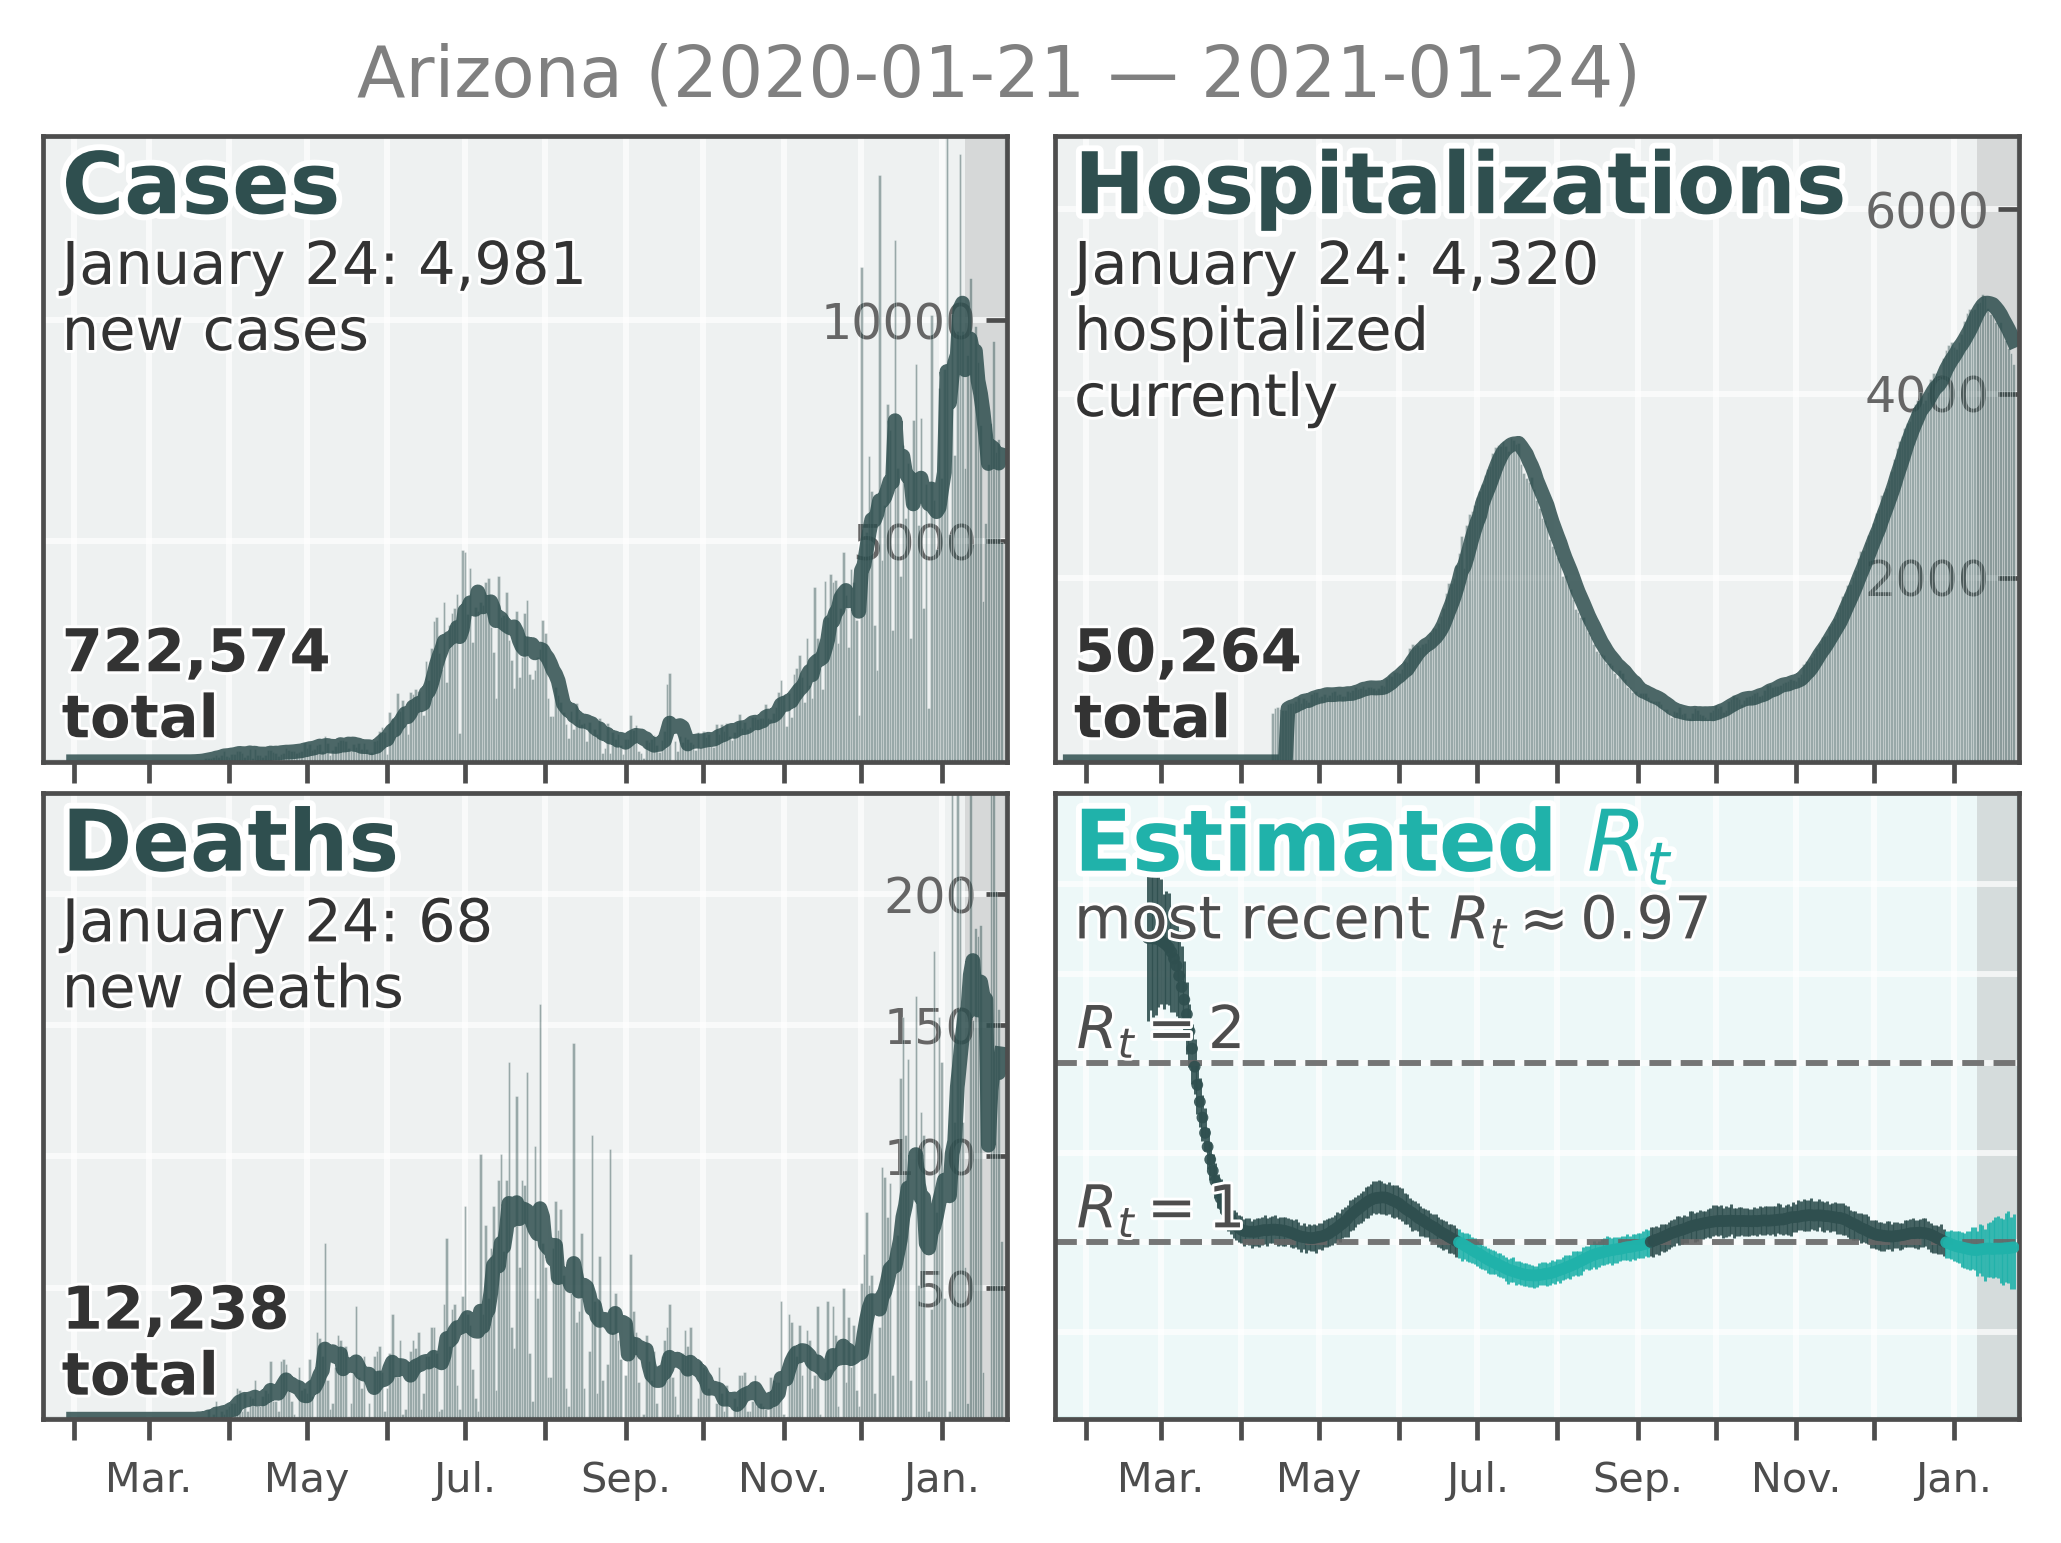 Arizona (2020-01-21 — 2021-01-24)
Cases
January 24: 4,981
new cases
10000
5000
722,574
total
Hospitalizations
January 24: 4,320
hospitalized
currently
6000
4000
2000
50,264
total
Deaths
January 24: 68
new deaths
200
150
100
50
12,238
total
Mar. May Jul. Sep. Nov. Jan.
Estimated Rₜ
most recent Rₜ ≈ 0.97
Rₜ = 2
Rₜ = 1
Mar. May Jul. Sep. Nov. Jan.